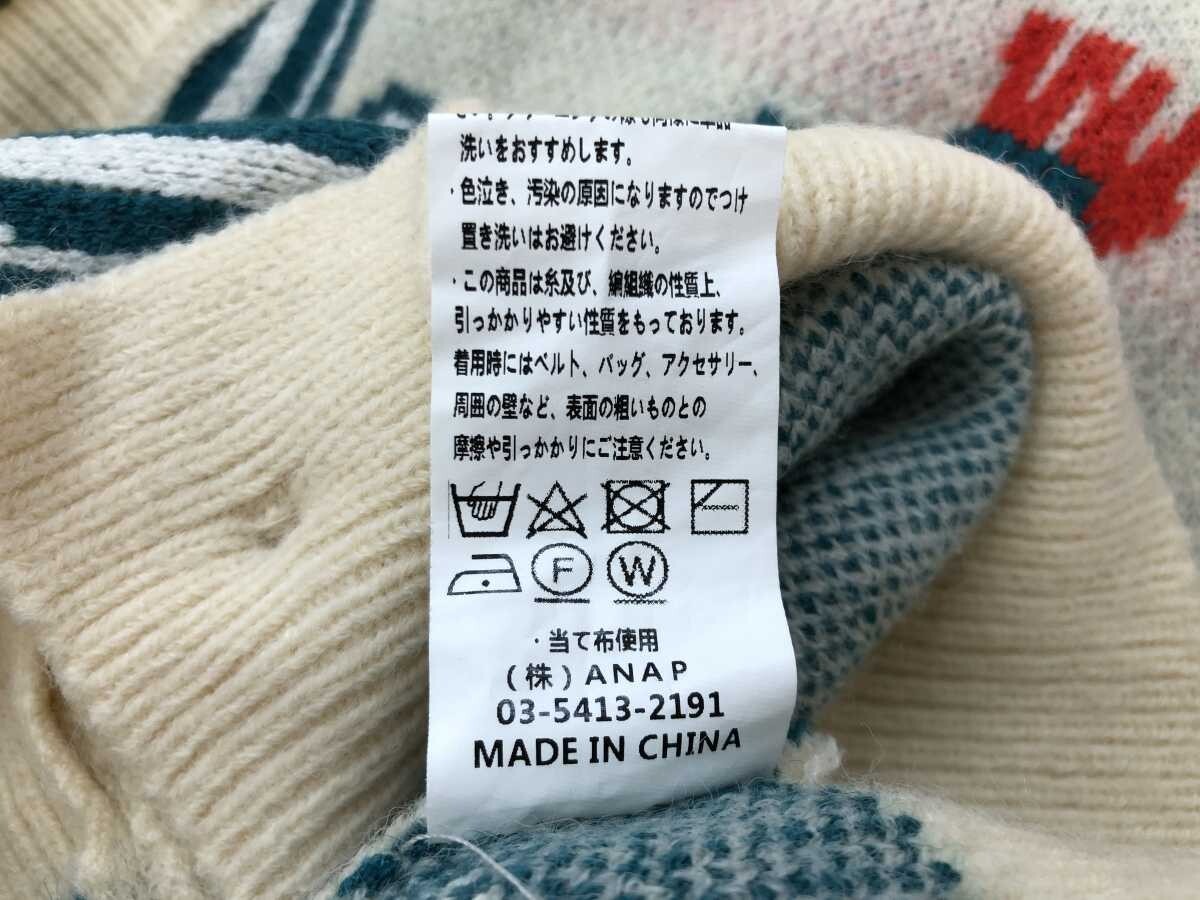 洗いをおすすめします。
・色泣き、汚染の原因になりますのでつけ
置き洗いはお避けください。
・この商品は糸及び、編組織の性質上、
引っかかりやすい性質をもっております。
着用時にはベルト、バッグ、アクセサリー、
周囲の壁など、表面の粗いものとの
摩擦や引っかかりにご注意ください。
F W
・当て布使用
(株)ANAP
03-5413-2191
MADE IN CHINA